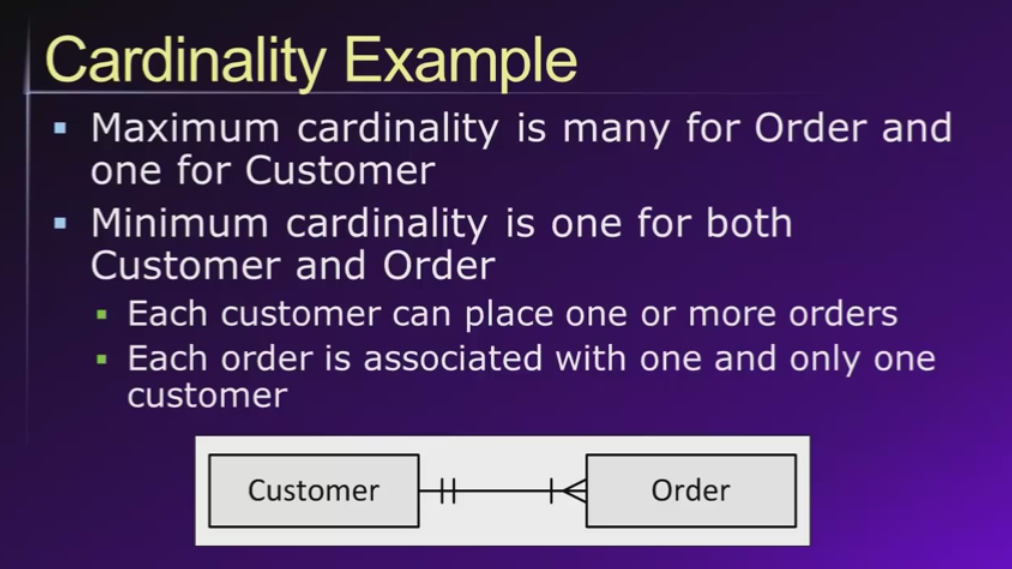 Cardinality Example
▪ Maximum cardinality is many for Order and
one for Customer
▪ Minimum cardinality is one for both
Customer and Order
▪ Each customer can place one or more orders
▪ Each order is associated with one and only one
customer
Customer
Order